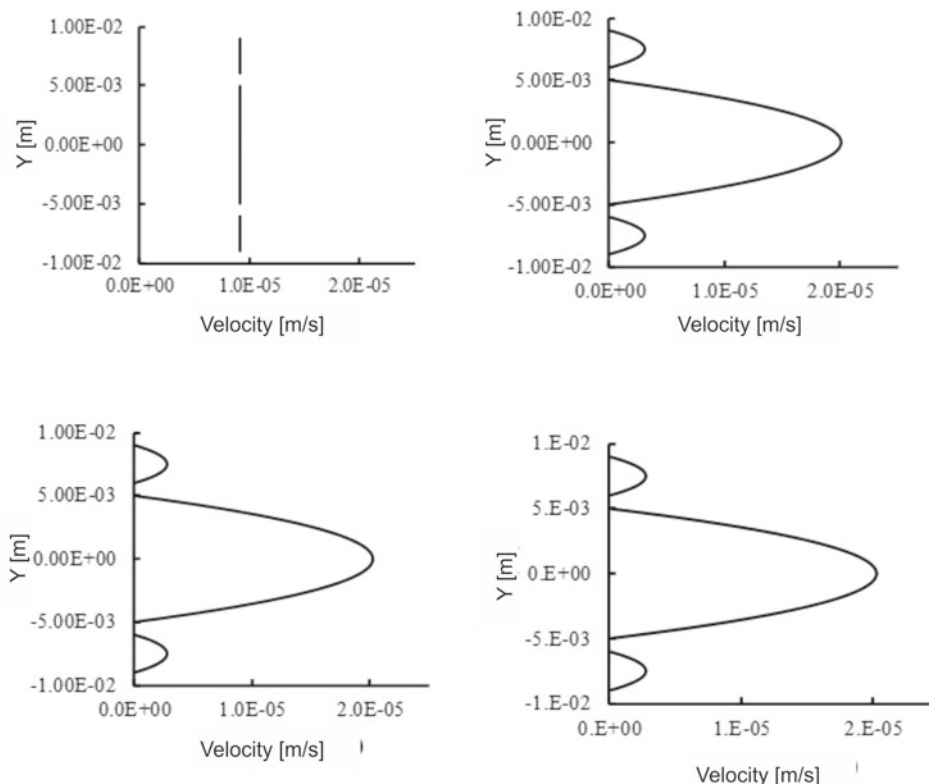 1.00E-02
5.00E-03
0.00E+00
-5.00E-03
-1.00E-02
Y [m]
0.0E+00 1.0E-05 2.0E-05
Velocity [m/s]
1.00E-02
5.00E-03
0.00E+00
-5.00E-03
-1.00E-02
Y [m]
0.0E+00 1.0E-05 2.0E-05
Velocity [m/s]
1.00E-02
5.00E-03
0.00E+00
-5.00E-03
-1.00E-02
Y [m]
0.0E+00 1.0E-05 2.0E-05
Velocity [m/s] )
1.E-02
5.E-03
0.E+00
-5.E-03
-1.E-02
Y [m]
0.E+00 1.E-05 2.E-05
Velocity [m/s]